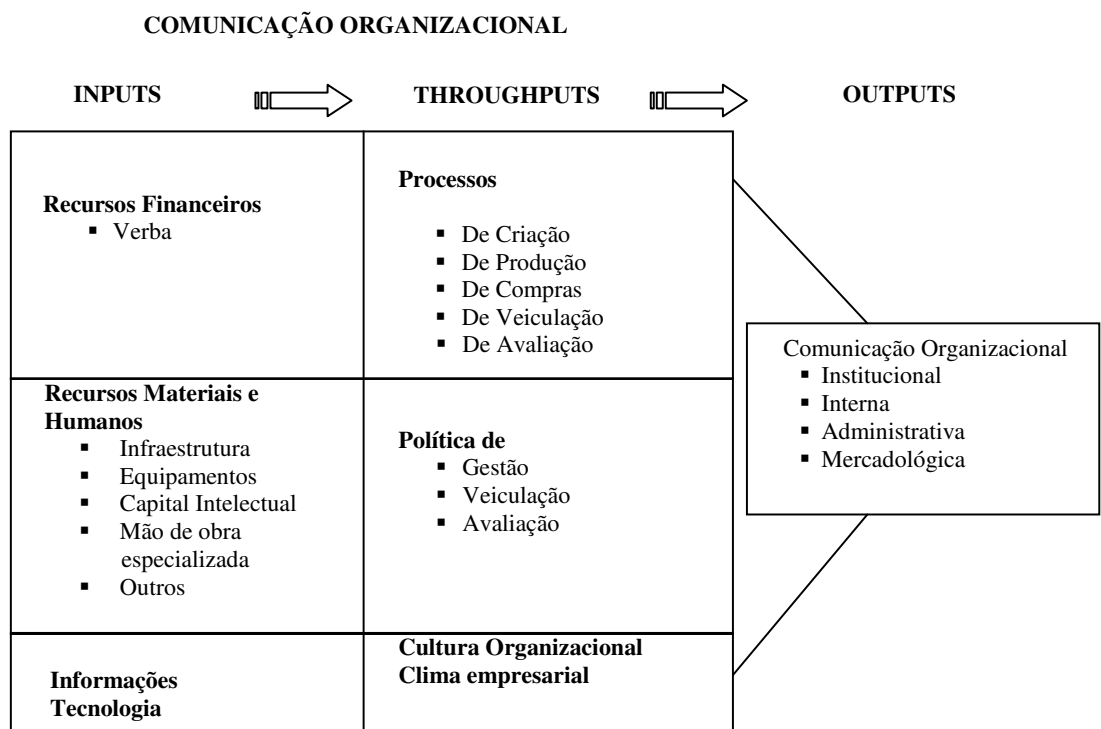 COMUNICAÇÃO ORGANIZACIONAL
INPUTS
THROUGHPUTS
OUTPUTS
Recursos Financeiros
▪ Verba
Processos
▪ De Criação
▪ De Produção
▪ De Compras
▪ De Veiculação
▪ De Avaliação
Recursos Materiais e
Humanos
▪ Infraestrutura
▪ Equipamentos
▪ Capital Intelectual
▪ Mão de obra
especializada
▪ Outros
Política de
▪ Gestão
▪ Veiculação
▪ Avaliação
Informações
Tecnologia
Cultura Organizacional
Clima empresarial
Comunicação Organizacional
▪ Institucional
▪ Interna
▪ Administrativa
▪ Mercadológica